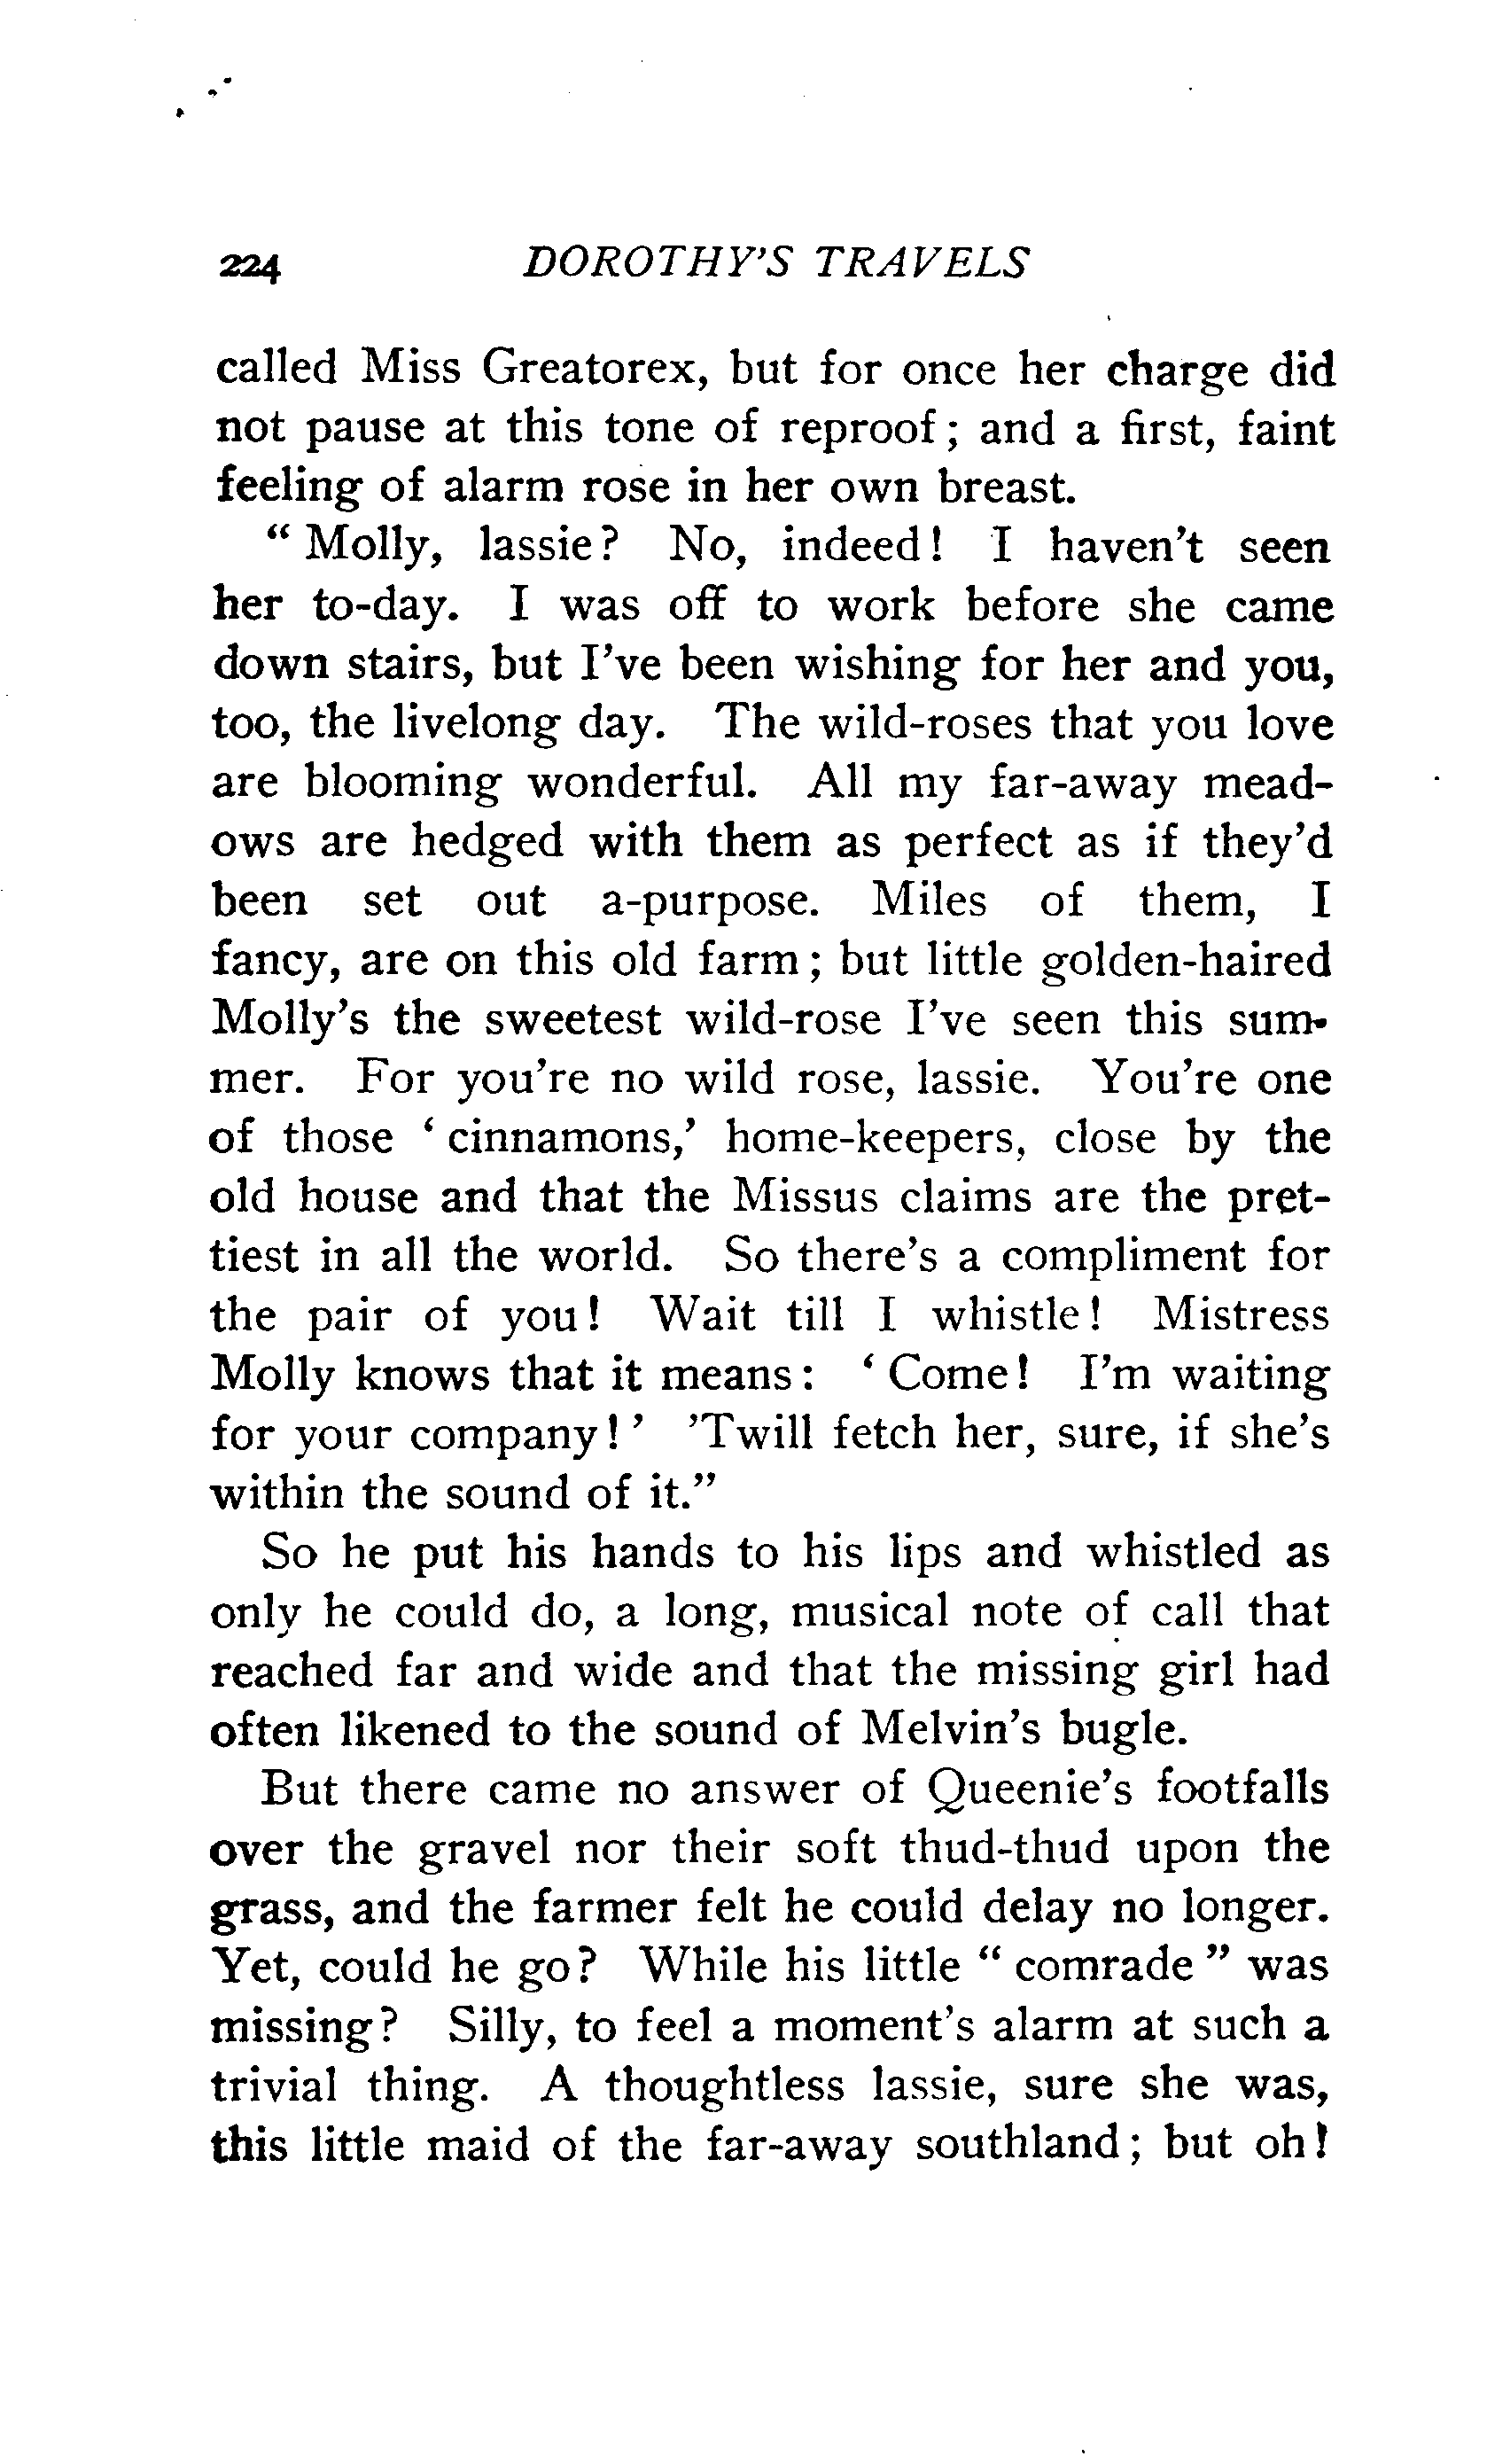 224 DOROTHY'S TRAVELS
called Miss Greatorex, but for once her charge did
not pause at this tone of reproof; and a first, faint
feeling of alarm rose in her own breast.
“Molly, lassie? No, indeed! I haven't seen
her to-day. I was off to work before she came
down stairs, but I've been wishing for her and you,
too, the livelong day. The wild-roses that you love
are blooming wonderful. All my far-away mead-
ows are hedged with them as perfect as if they'd
been set out a-purpose. Miles of them, I
fancy, are on this old farm; but little golden-haired
Molly's the sweetest wild-rose I've seen this sum-
mer. For you're no wild rose, lassie. You're one
of those ‘cinnamons,’ home-keepers, close by the
old house and that the Missus claims are the pret-
tiest in all the world. So there's a compliment for
the pair of you! Wait till I whistle! Mistress
Molly knows that it means: ‘Come! I'm waiting
for your company!’ 'Twill fetch her, sure, if she's
within the sound of it.”
So he put his hands to his lips and whistled as
only he could do, a long, musical note of call that
reached far and wide and that the missing girl had
often likened to the sound of Melvin's bugle.
But there came no answer of Queenie's footfalls
over the gravel nor their soft thud-thud upon the
grass, and the farmer felt he could delay no longer.
Yet, could he go? While his little “comrade” was
missing? Silly, to feel a moment's alarm at such a
trivial thing. A thoughtless lassie, sure she was,
this little maid of the far-away southland; but oh!